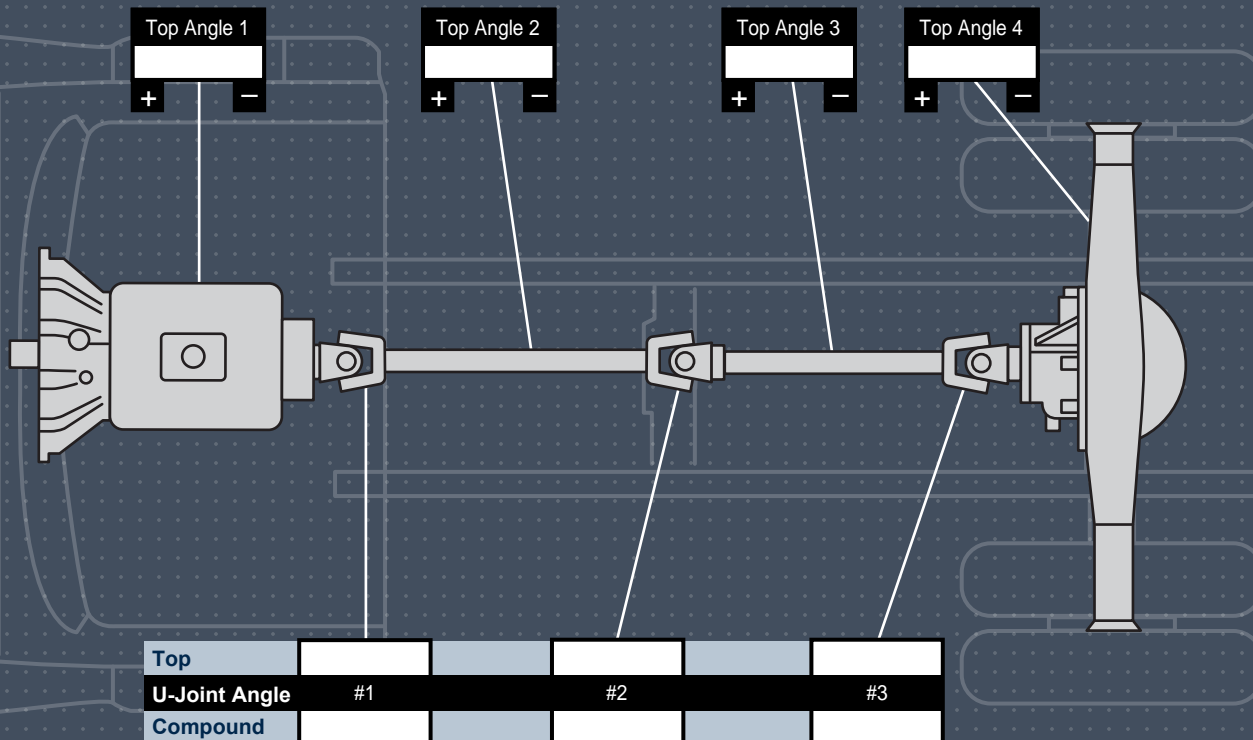 Top Angle 1
Top Angle 2
Top Angle 3
Top Angle 4
+ –
+ –
+ –
+ –
Top
U-Joint Angle #1 #2 #3
Compound